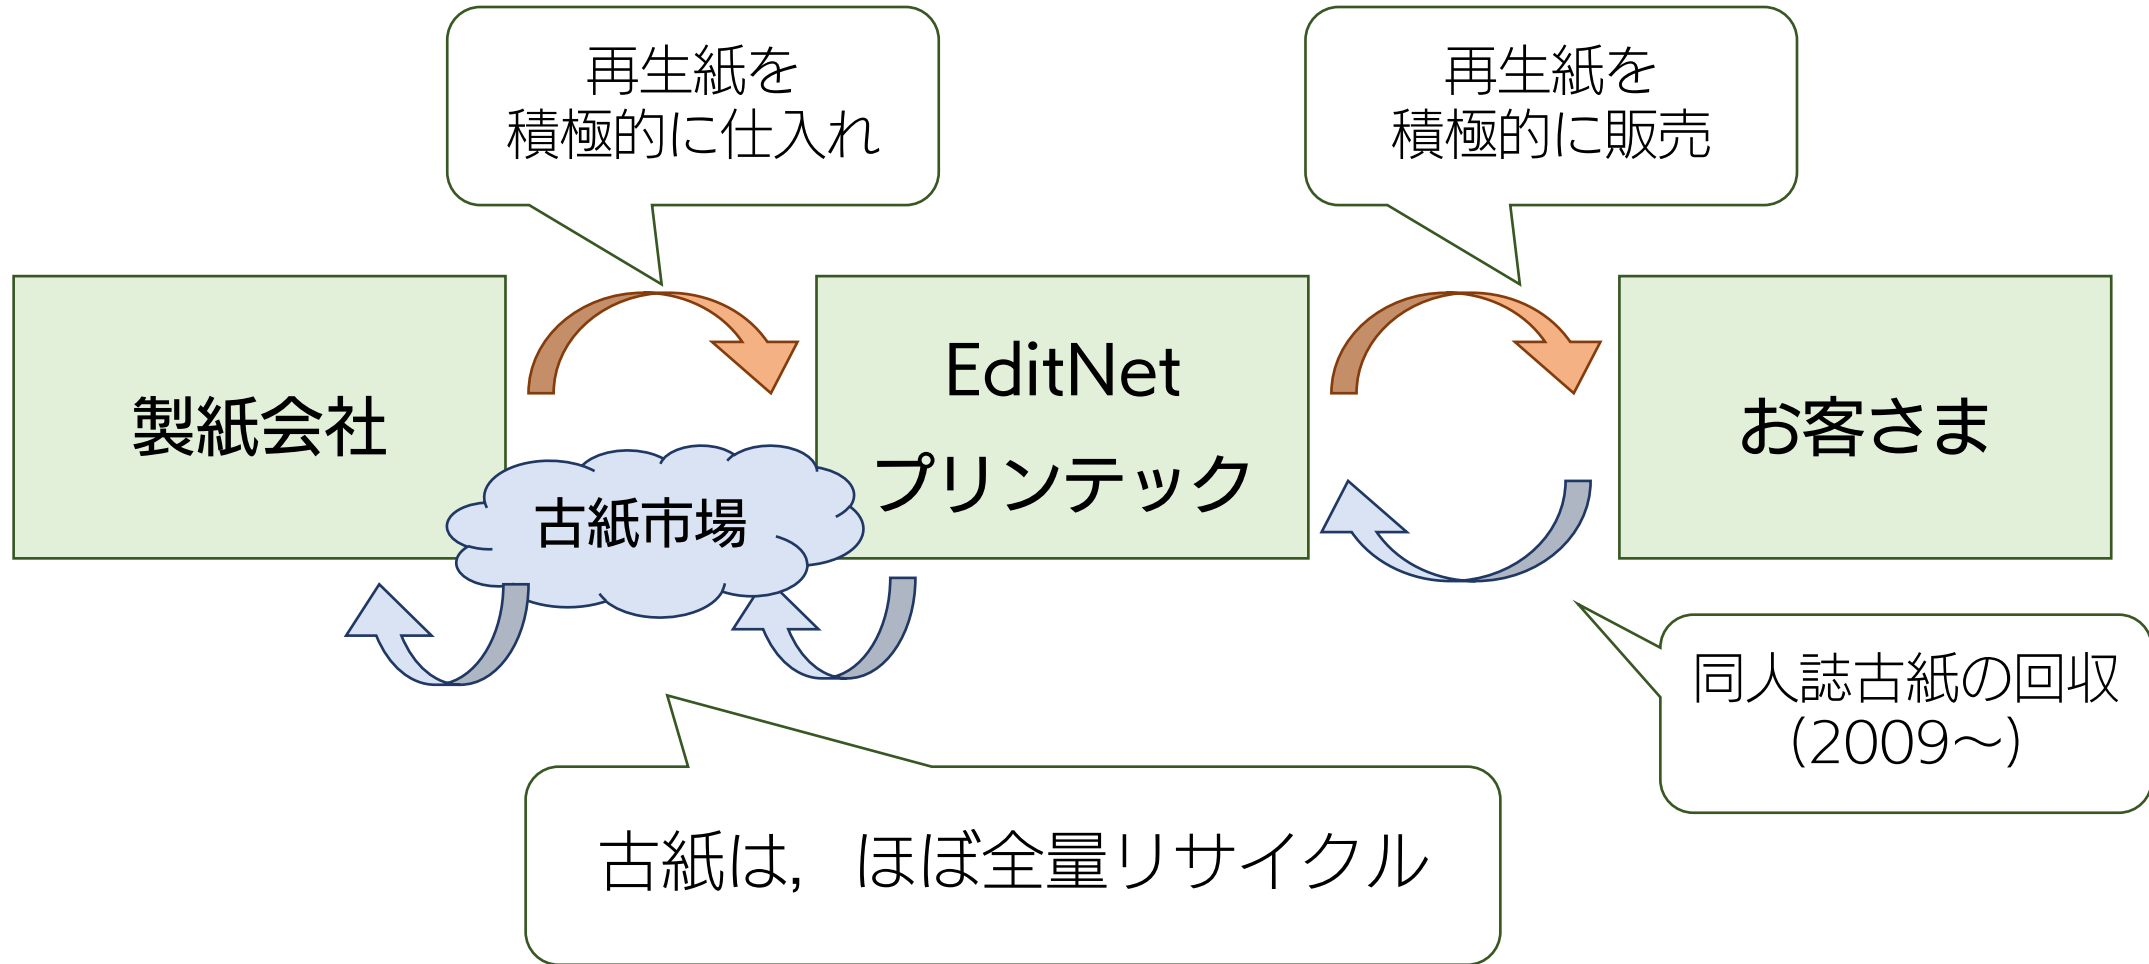 再生紙を
積極的に仕入れ
再生紙を
積極的に販売
製紙会社
EditNet
プリンテック
お客さま
古紙市場
同人誌古紙の回収
(2009～)
古紙は，ほぼ全量リサイクル